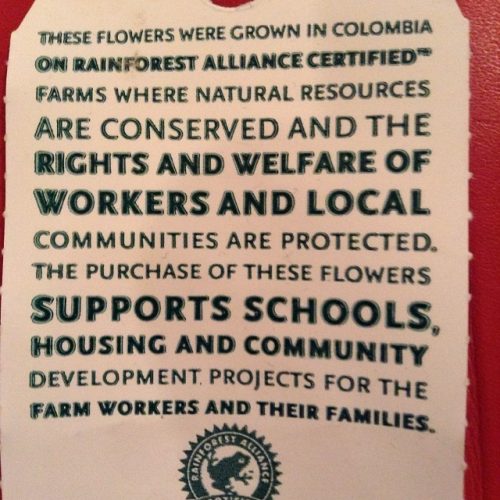 THESE FLOWERS WERE GROWN IN COLOMBIA
ON RAINFOREST ALLIANCE CERTIFIED™
FARMS WHERE NATURAL RESOURCES
ARE CONSERVED AND THE
RIGHTS AND WELFARE OF
WORKERS AND LOCAL
COMMUNITIES ARE PROTECTED.
THE PURCHASE OF THESE FLOWERS
SUPPORTS SCHOOLS,
HOUSING AND COMMUNITY
DEVELOPMENT PROJECTS FOR THE
FARM WORKERS AND THEIR FAMILIES.
RAINFOREST ALLIANCE